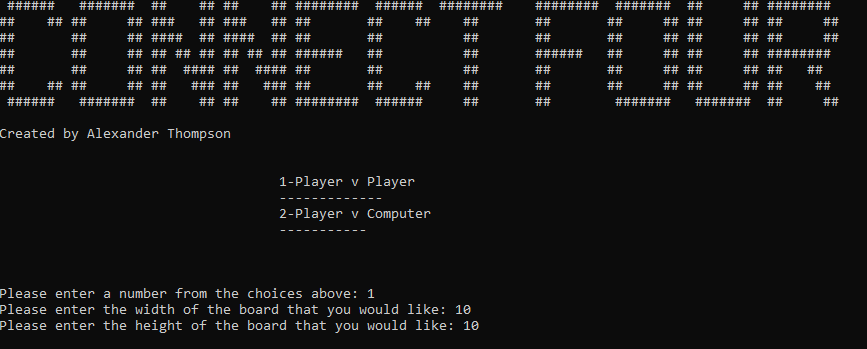 CONNECT FOUR
Created by Alexander Thompson
1-Player v Player
-------------
2-Player v Computer
-----------
Please enter a number from the choices above: 1
Please enter the width of the board that you would like: 10
Please enter the height of the board that you would like: 10